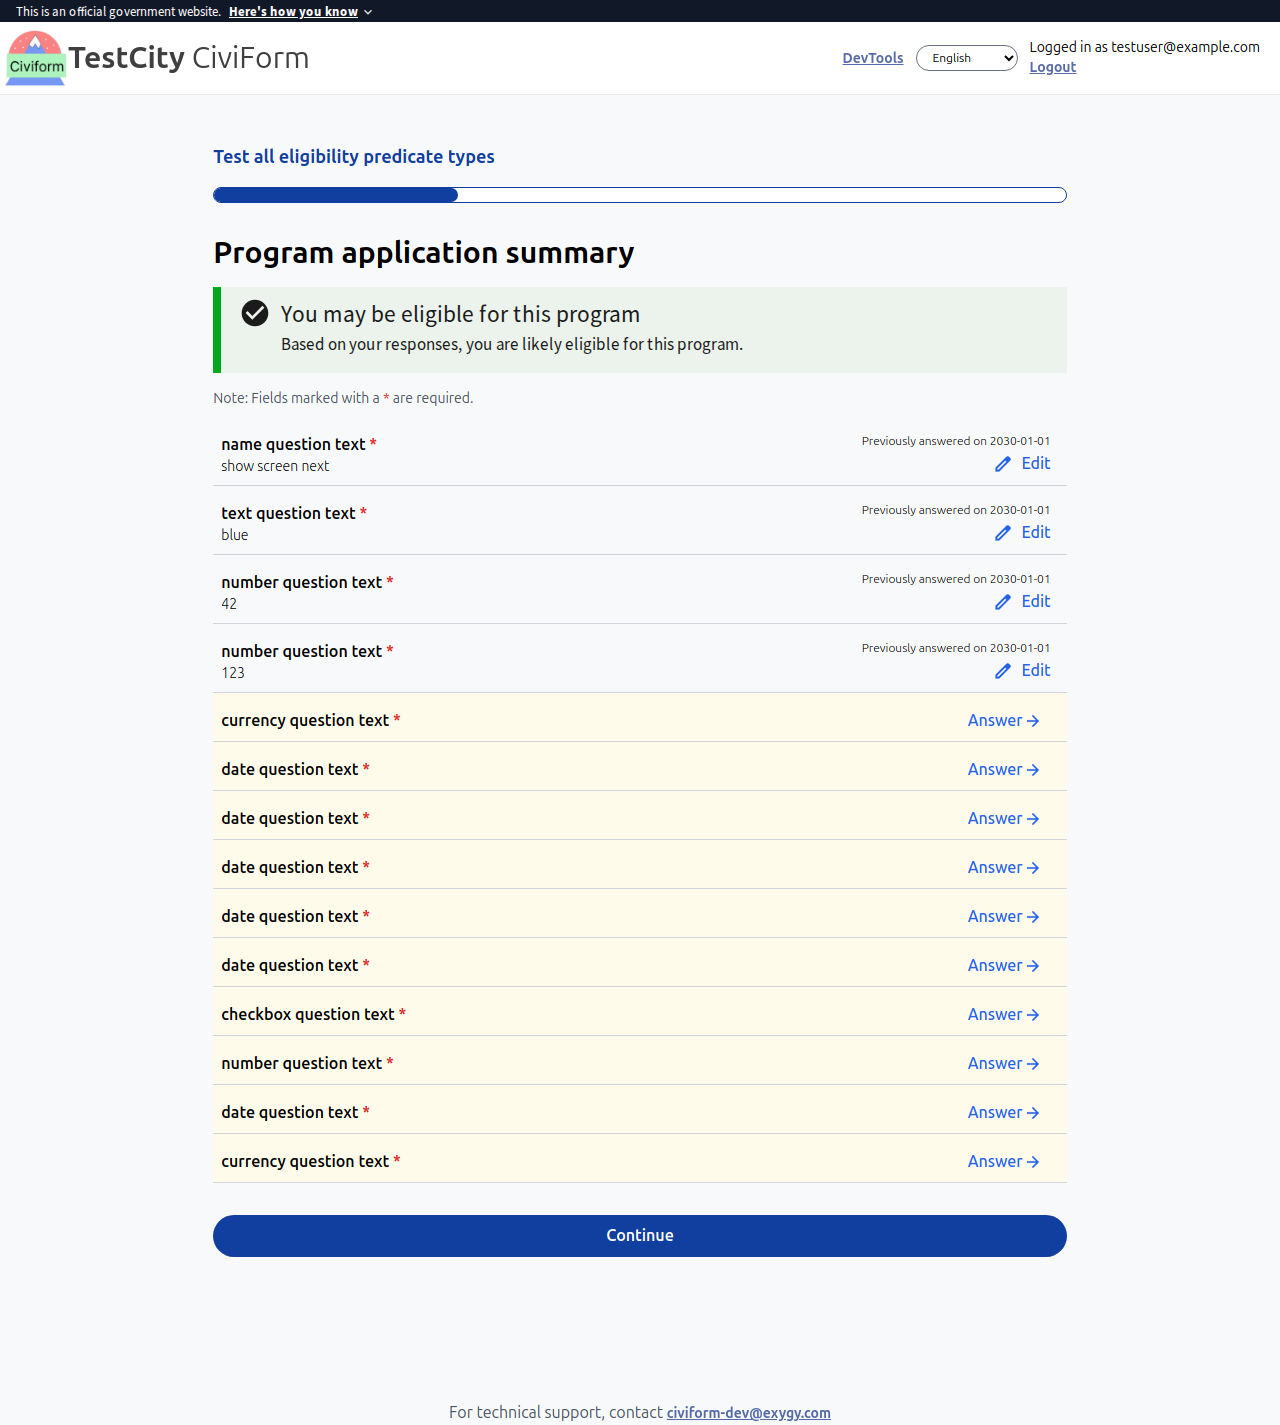 This is an official government website. Here's how you know
Civiform TestCity CiviForm
DevTools
English
Logged in as testuser@example.com
Logout
Test all eligibility predicate types
Program application summary
You may be eligible for this program
Based on your responses, you are likely eligible for this program.
Note: Fields marked with a * are required.
name question text *
Previously answered on 2030-01-01
show screen next
Edit
text question text *
Previously answered on 2030-01-01
blue
Edit
number question text *
Previously answered on 2030-01-01
42
Edit
number question text *
Previously answered on 2030-01-01
123
Edit
currency question text * Answer
date question text * Answer
date question text * Answer
date question text * Answer
date question text * Answer
date question text * Answer
checkbox question text * Answer
number question text * Answer
date question text * Answer
currency question text * Answer
Continue
For technical support, contact civiform-dev@exygy.com